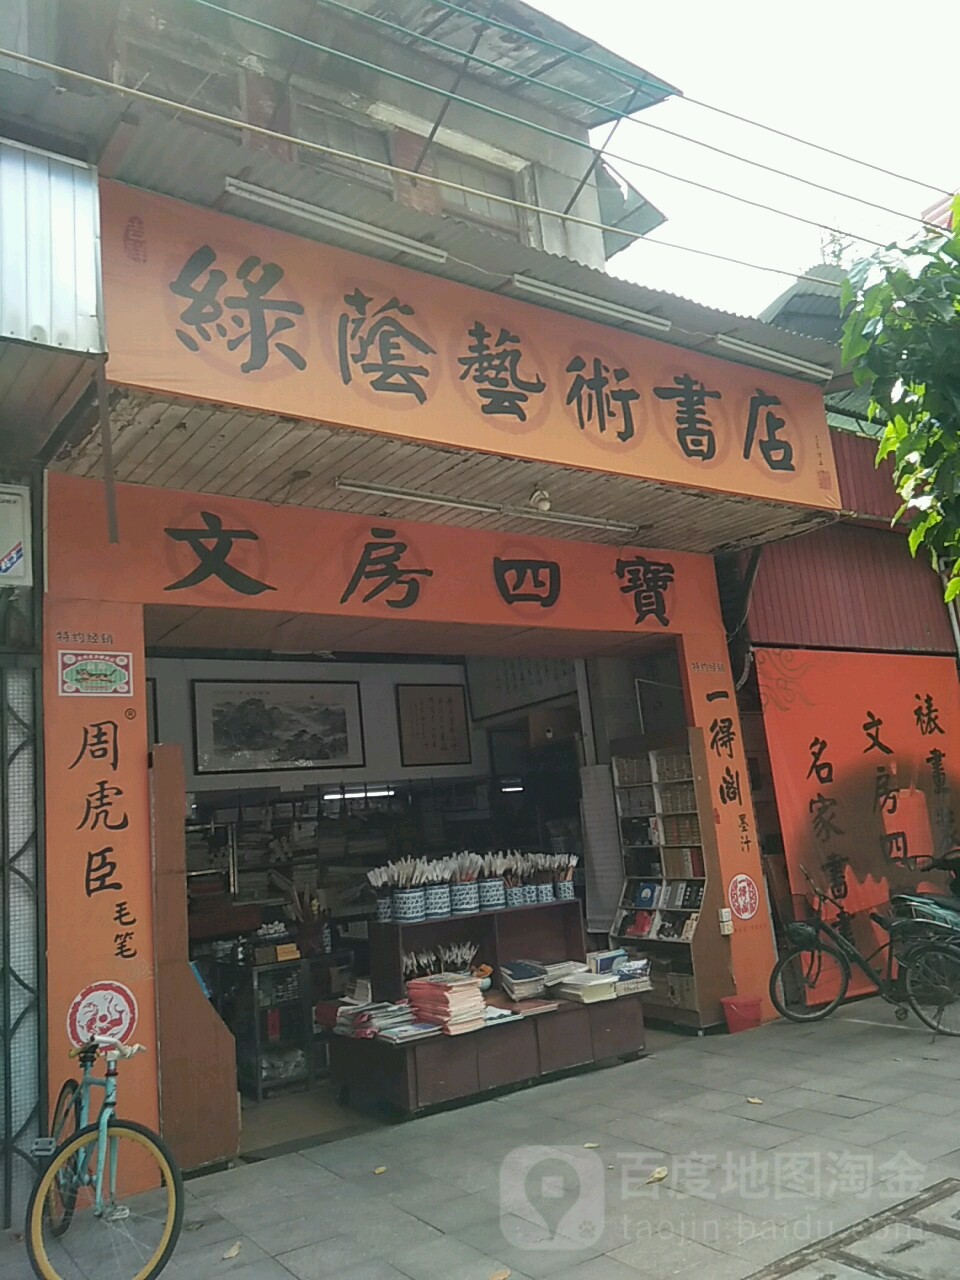 綠蔭藝術書店
文房四寶
特约经销
周虎臣®
毛笔
特约经销
一得阁
墨汁
裱畫裝
文房四
名家書
百度地图淘金
taojin.baidu.com